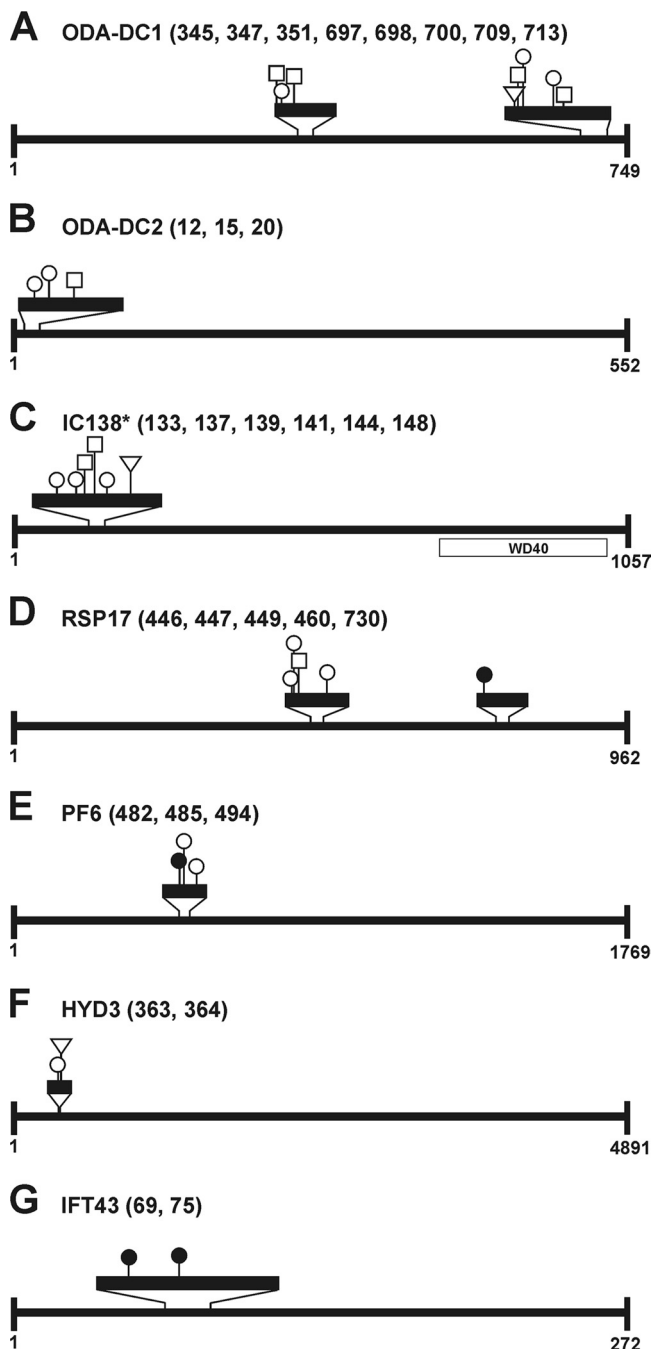 A ODA-DC1 (345, 347, 351, 697, 698, 700, 709, 713)
1 749
B ODA-DC2 (12, 15, 20)
1 552
C IC138* (133, 137, 139, 141, 144, 148)
WD40
1 1057
D RSP17 (446, 447, 449, 460, 730)
1 962
E PF6 (482, 485, 494)
1 1769
F HYD3 (363, 364)
1 4891
G IFT43 (69, 75)
1 272